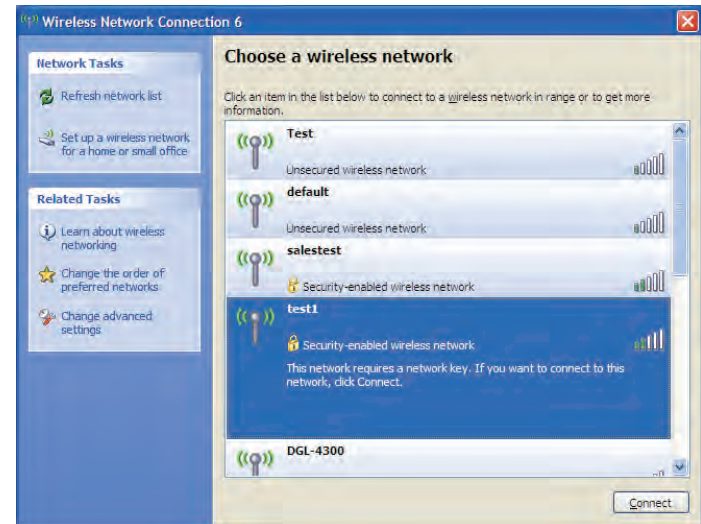 Wireless Network Connection 6
Network Tasks
Refresh network list
Set up a wireless network
for a home or small office
Related Tasks
Learn about wireless
networking
Change the order of
preferred networks
Change advanced
settings
Choose a wireless network
Click an item in the list below to connect to a wireless network in range or to get more
information.
Test
Unsecured wireless network
default
Unsecured wireless network
salestest
Security-enabled wireless network
test1
Security-enabled wireless network
This network requires a network key. If you want to connect to this
network, click Connect.
DGL-4300
Connect